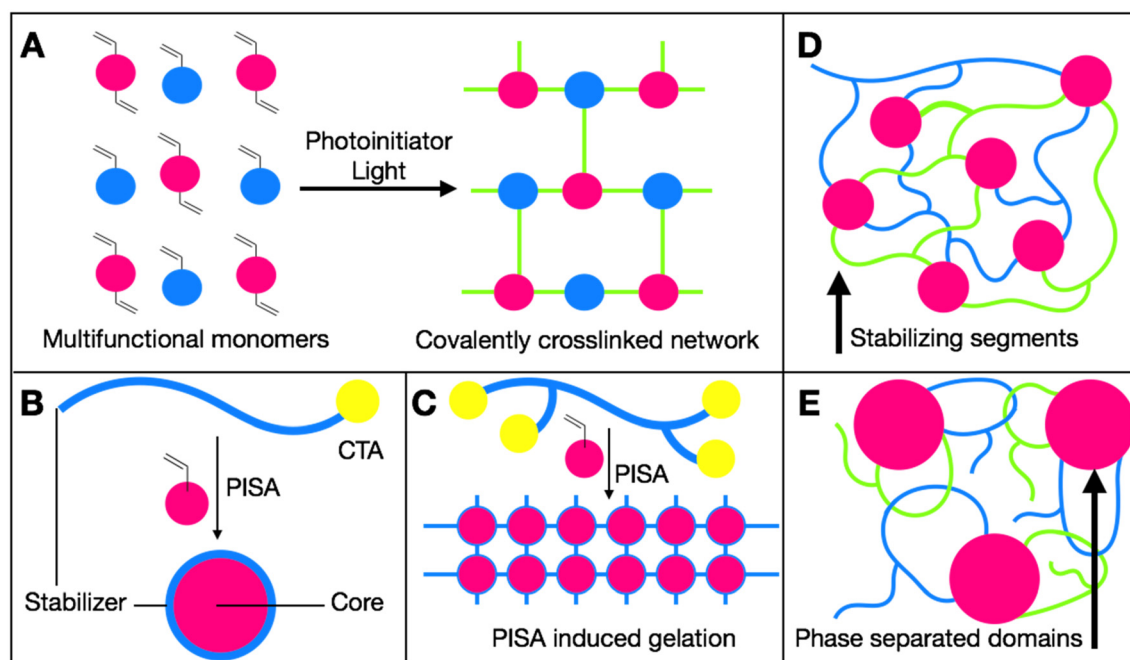 A
Photoinitiator
Light
Multifunctional monomers
Covalently crosslinked network
B
CTA
PISA
Stabilizer
Core
C
PISA
PISA induced gelation
D
Stabilizing segments
E
Phase separated domains